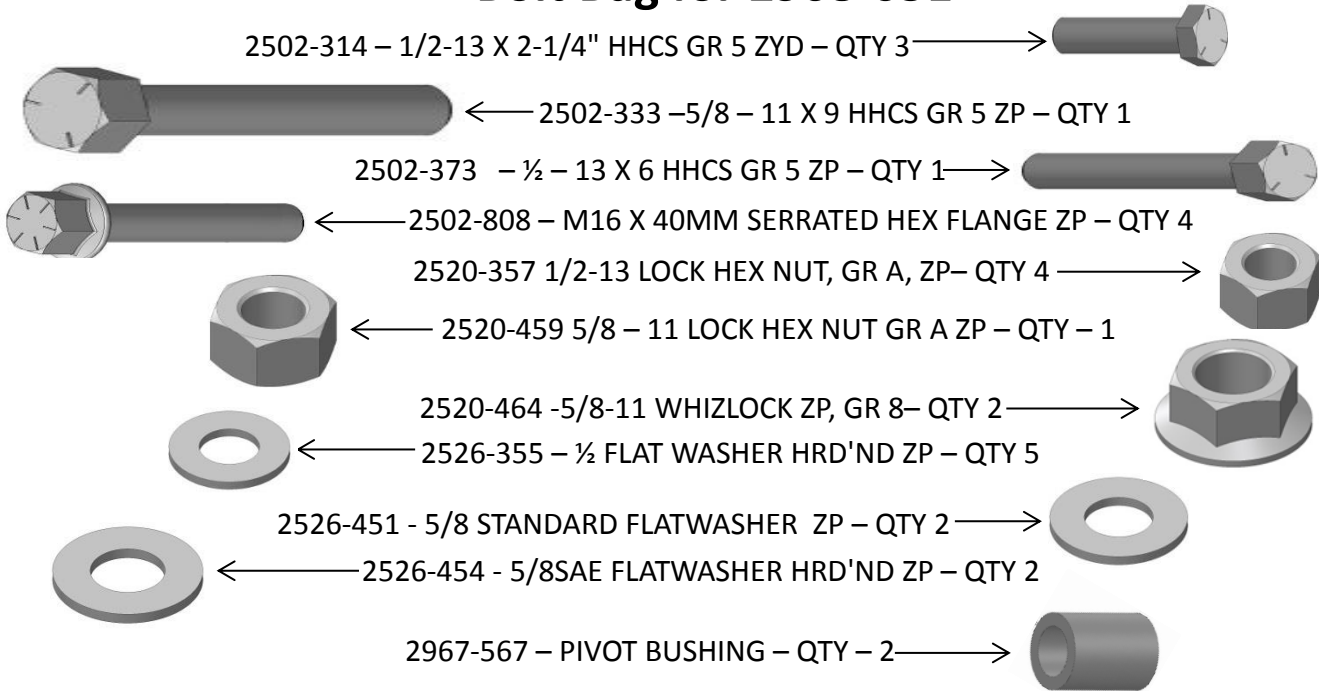 2502-314 – 1/2-13 X 2-1/4" HHCS GR 5 ZYD – QTY 3
2502-333 –5/8 – 11 X 9 HHCS GR 5 ZP – QTY 1
2502-373 – ½ – 13 X 6 HHCS GR 5 ZP – QTY 1
2502-808 – M16 X 40MM SERRATED HEX FLANGE ZP – QTY 4
2520-357 1/2-13 LOCK HEX NUT, GR A, ZP– QTY 4
2520-459 5/8 – 11 LOCK HEX NUT GR A ZP – QTY – 1
2520-464 -5/8-11 WHIZLOCK ZP, GR 8– QTY 2
2526-355 – ½ FLAT WASHER HRD'ND ZP – QTY 5
2526-451 - 5/8 STANDARD FLATWASHER ZP – QTY 2
2526-454 - 5/8SAE FLATWASHER HRD'ND ZP – QTY 2
2967-567 – PIVOT BUSHING – QTY – 2